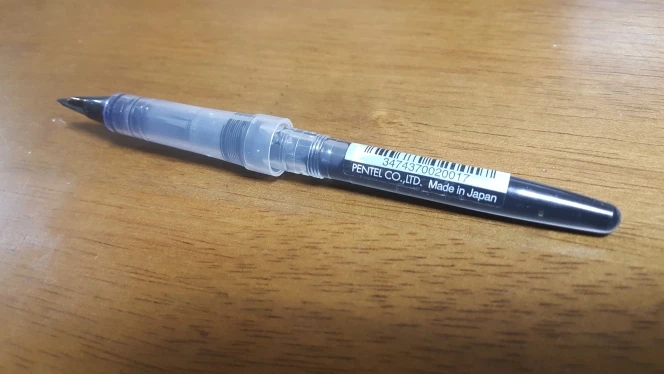 3474370020017
PENTEL CO.,LTD. Made in Japan